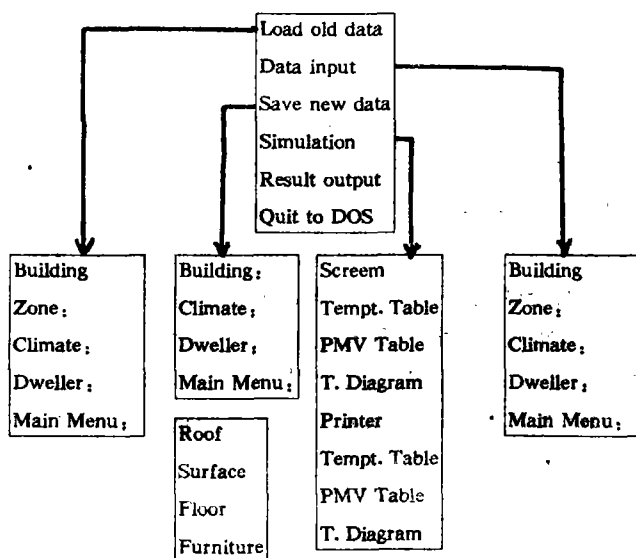 Load old data
Data input
Save new data
Simulation
Result output
Quit to DOS
Building
Zone:
Climate:
Dweller:
Main Menu:
Building:
Climate:
Dweller:
Main Menu:
Roof
Surface
Floor
Furniture
Screem
Tempt. Table
PMV Table
T. Diagram
Printer
Tempt. Table
PMV Table
T. Diagram
Building
Zone:
Climate:
Dweller:
Main Menu: